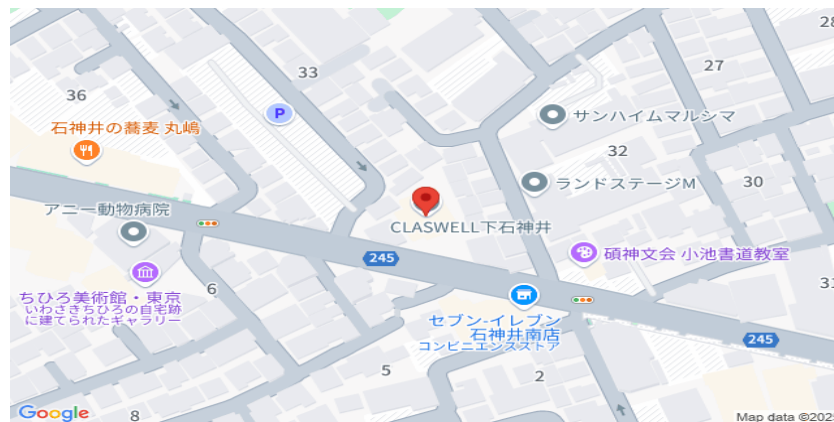 28
33
27
36
P
サンハイムマルシマ
石神井の蕎麦 丸嶋
32
ランドステージM
30
アニー動物病院
CLASWELL下石神井
碩神文会 小池書道教室
245
ちひろ美術館・東京
いわさきちひろの自宅跡
に建てられたギャラリー
6
31
セブン-イレブン
石神井南店
コンビニエンスストア
245
5
2
8
Google
Map data ©202